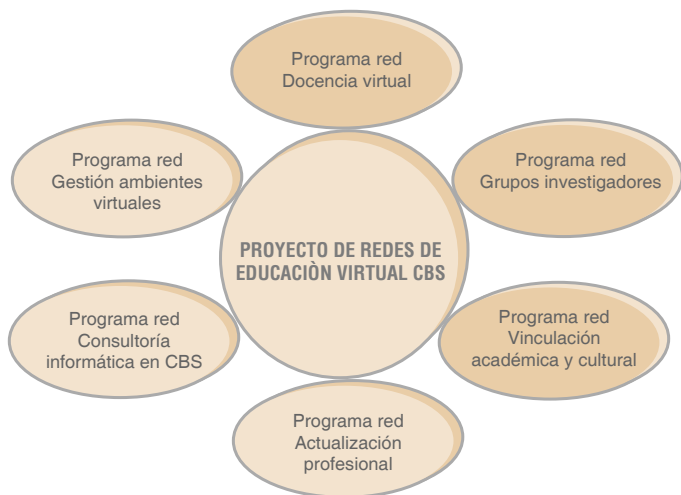 Programa red
Docencia virtual
Programa red
Gestión ambientes
virtuales
Programa red
Grupos investigadores
PROYECTO DE REDES DE
EDUCACIÒN VIRTUAL CBS
Programa red
Consultoría
informática en CBS
Programa red
Vinculación
académica y cultural
Programa red
Actualización
profesional